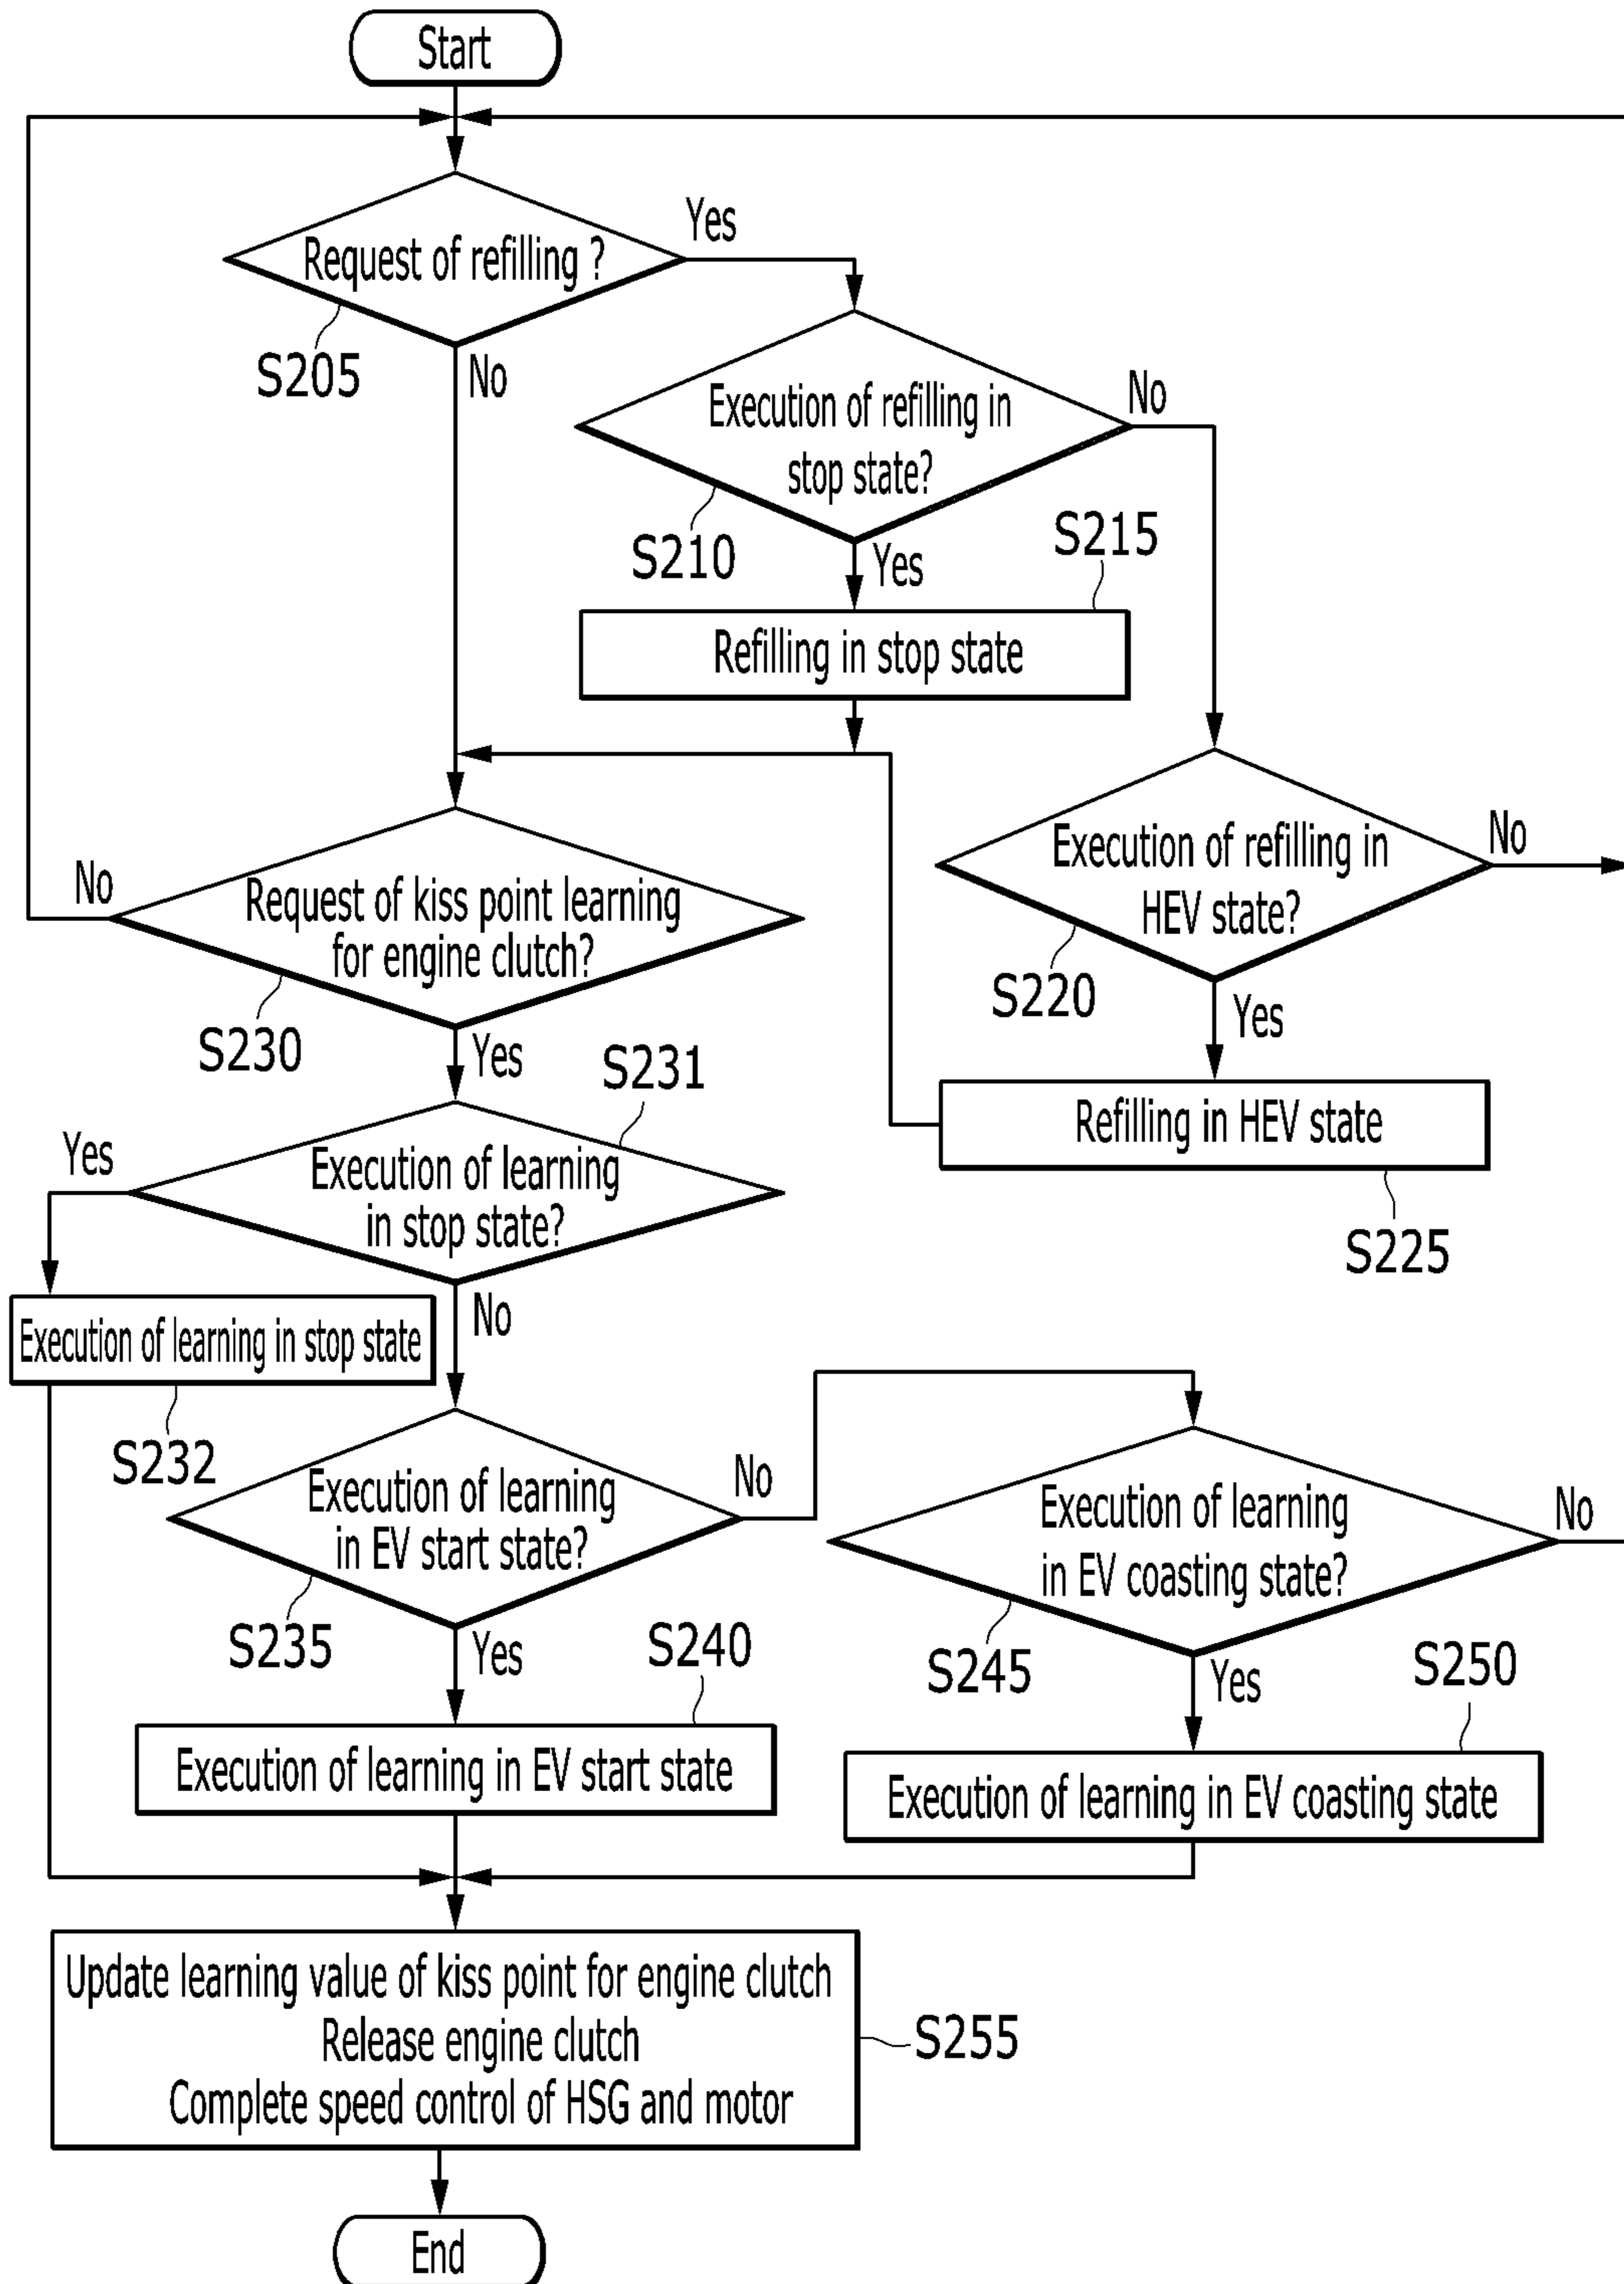 Start
Request of refilling ?
Yes
S205
No
Execution of refilling in
stop state?
No
S210
Yes
S215
Refilling in stop state
Execution of refilling in
HEV state?
No
S220
Yes
Refilling in HEV state
S225
No
Request of kiss point learning
for engine clutch?
S230
Yes
S231
Yes
Execution of learning
in stop state?
No
Execution of learning in stop state
S232
Execution of learning
in EV start state?
No
S235
Yes
S240
Execution of learning in EV start state
Execution of learning
in EV coasting state?
No
S245
Yes
S250
Execution of learning in EV coasting state
Update learning value of kiss point for engine clutch
Release engine clutch
Complete speed control of HSG and motor
S255
End